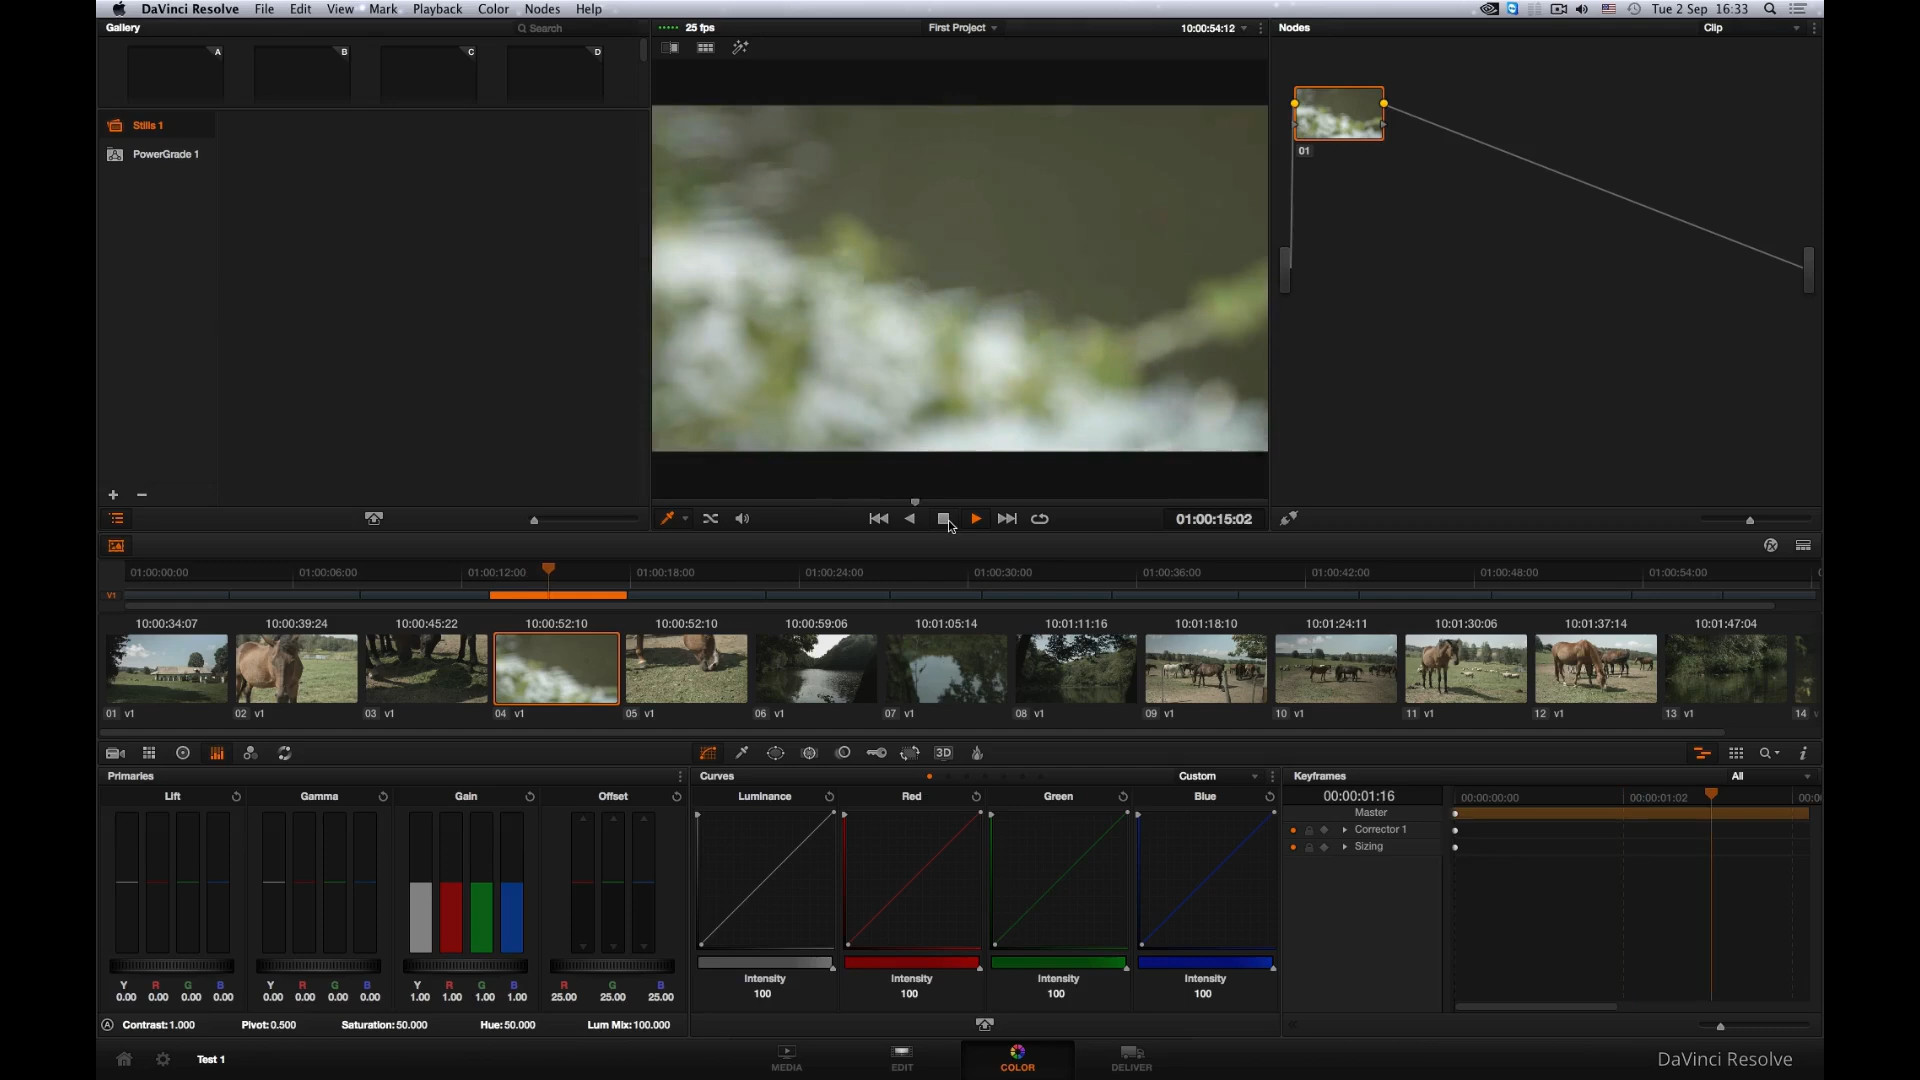 DaVinci Resolve File Edit View Mark Playback Color Nodes Help Tue 2 Sep 16:33
Gallery Search
25 fps First Project 10:00:54:12
Nodes Clip
A B C D
Stills 1
PowerGrade 1
01
01:00:15:02
01:00:00:00 01:00:06:00 01:00:12:00 01:00:18:00 01:00:24:00 01:00:30:00 01:00:36:00 01:00:42:00 01:00:48:00 01:00:54:00
V1
10:00:34:07 10:00:39:24 10:00:45:22 10:00:52:10 10:00:52:10 10:00:59:06 10:01:05:14 10:01:11:16 10:01:18:10 10:01:24:11 10:01:30:06 10:01:37:14 10:01:47:04
01 v1 02 v1 03 v1 04 v1 05 v1 06 v1 07 v1 08 v1 09 v1 10 v1 11 v1 12 v1 13 v1 14 v
3D
Primaries
Lift Gamma Gain Offset
Y R G B Y R G B Y R G B R G B
0.00 0.00 0.00 0.00 0.00 0.00 0.00 0.00 1.00 1.00 1.00 1.00 25.00 25.00 25.00
A Contrast:1.000 Pivot:0.500 Saturation:50.000 Hue:50.000 Lum Mix:100.000
Curves Custom
Luminance Red Green Blue
Intensity Intensity Intensity Intensity
100 100 100 100
Keyframes All
00:00:01:16 00:00:00:00 00:00:01:02
Master
Corrector 1
Sizing
Test 1
MEDIA EDIT COLOR DELIVER
DaVinci Resolve